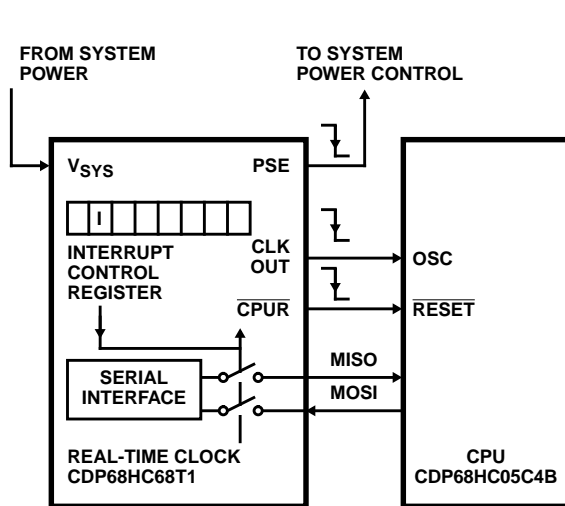 FROM SYSTEM
POWER
TO SYSTEM
POWER CONTROL
VSYS
PSE
I
INTERRUPT
CONTROL
REGISTER
CLK
OUT
OSC
CPUR
RESET
SERIAL
INTERFACE
MISO
MOSI
REAL-TIME CLOCK
CDP68HC68T1
CPU
CDP68HC05C4B